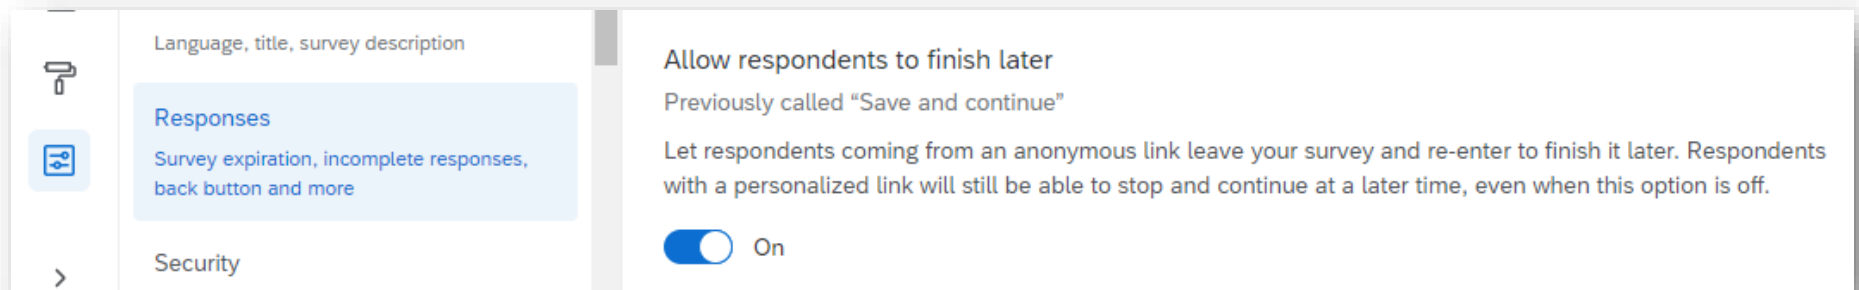 Language, title, survey description
Responses
Survey expiration, incomplete responses,
back button and more
Security
Allow respondents to finish later
Previously called “Save and continue”
Let respondents coming from an anonymous link leave your survey and re-enter to finish it later. Respondents
with a personalized link will still be able to stop and continue at a later time, even when this option is off.
On